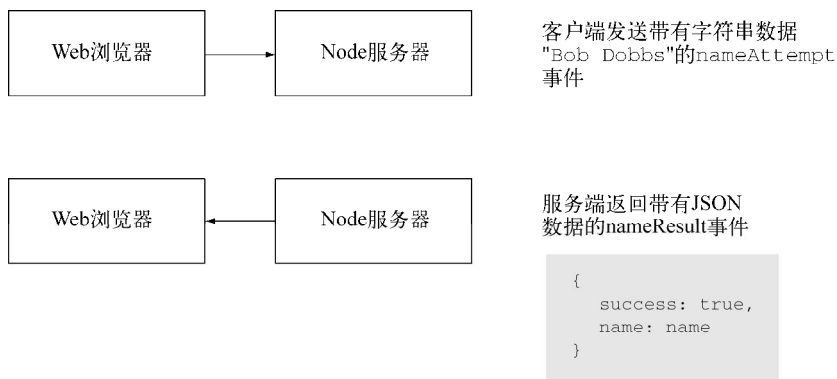 Web浏览器
Node服务器
客户端发送带有字符串数据
"Bob Dobbs"的nameAttempt
事件
Web浏览器
Node服务器
服务端返回带有JSON
数据的nameResult事件
{
success: true,
name: name
}